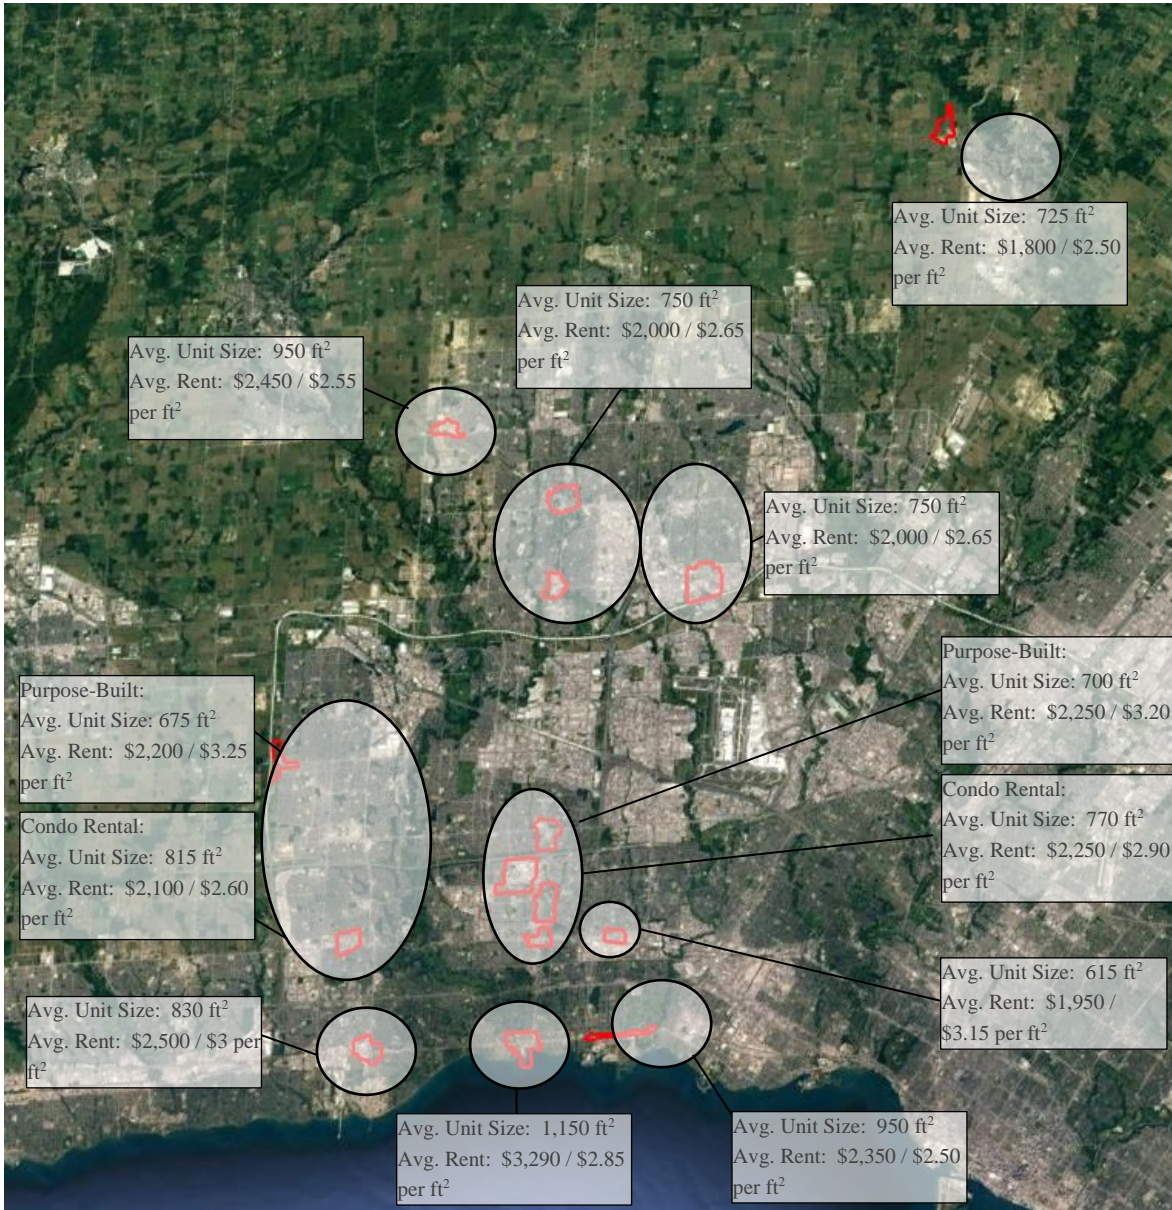 Avg. Unit Size: 725 ft²
Avg. Rent: $1,800 / $2.50
per ft²
Avg. Unit Size: 750 ft²
Avg. Rent: $2,000 / $2.65
per ft²
Avg. Unit Size: 950 ft²
Avg. Rent: $2,450 / $2.55
per ft²
Avg. Unit Size: 750 ft²
Avg. Rent: $2,000 / $2.65
per ft²
Purpose-Built:
Avg. Unit Size: 700 ft²
Avg. Rent: $2,250 / $3.20
per ft²
Purpose-Built:
Avg. Unit Size: 675 ft²
Avg. Rent: $2,200 / $3.25
per ft²
Condo Rental:
Avg. Unit Size: 770 ft²
Avg. Rent: $2,250 / $2.90
per ft²
Condo Rental:
Avg. Unit Size: 815 ft²
Avg. Rent: $2,100 / $2.60
per ft²
Avg. Unit Size: 615 ft²
Avg. Rent: $1,950 /
$3.15 per ft²
Avg. Unit Size: 830 ft²
Avg. Rent: $2,500 / $3 per
ft²
Avg. Unit Size: 1,150 ft²
Avg. Rent: $3,290 / $2.85
per ft²
Avg. Unit Size: 950 ft²
Avg. Rent: $2,350 / $2.50
per ft²